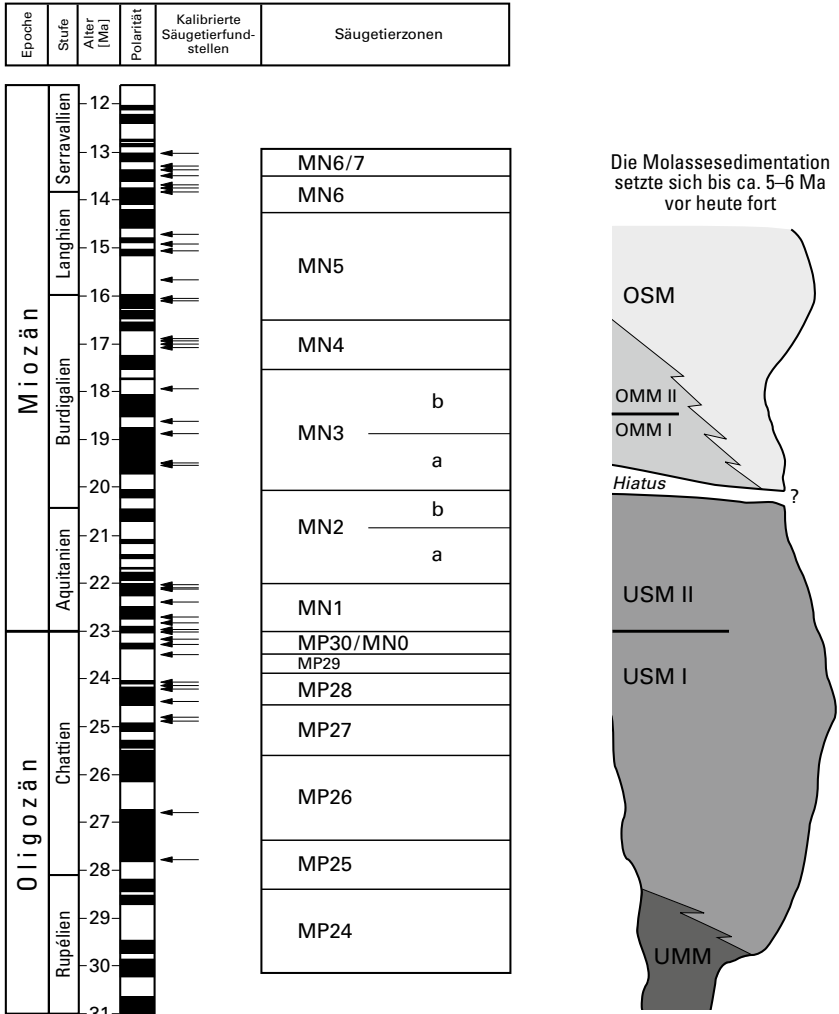 Epoche
Stufe
Alter
[Ma]
Polarität
Kalibrierte
Säugetierfund-
stellen
Säugetierzonen
Miozän
Oligozän
Serravallien
Langhien
Burdigalien
Aquitanien
Chattien
Rupélien
12
13
14
15
16
17
18
19
20
21
22
23
24
25
26
27
28
29
30
31
MN6/7
MN6
MN5
MN4
MN3
b
a
MN2
b
a
MN1
MP30/MN0
MP29
MP28
MP27
MP26
MP25
MP24
Die Molassesedimentation
setzte sich bis ca. 5–6 Ma
vor heute fort
OSM
OMM II
OMM I
Hiatus
?
USM II
USM I
UMM